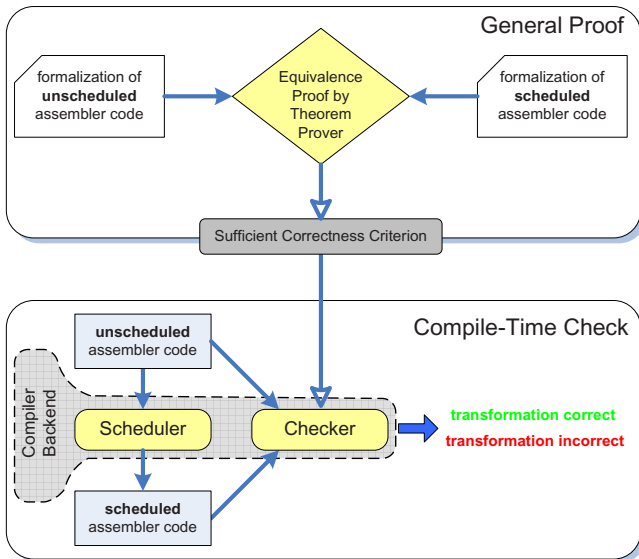 General Proof
formalization of
unscheduled
assembler code
Equivalence
Proof by
Theorem
Prover
formalization of
scheduled
assembler code
Sufficient Correctness Criterion
Compile-Time Check
unscheduled
assembler code
Compiler
Backend
Scheduler
Checker
transformation correct
transformation incorrect
scheduled
assembler code